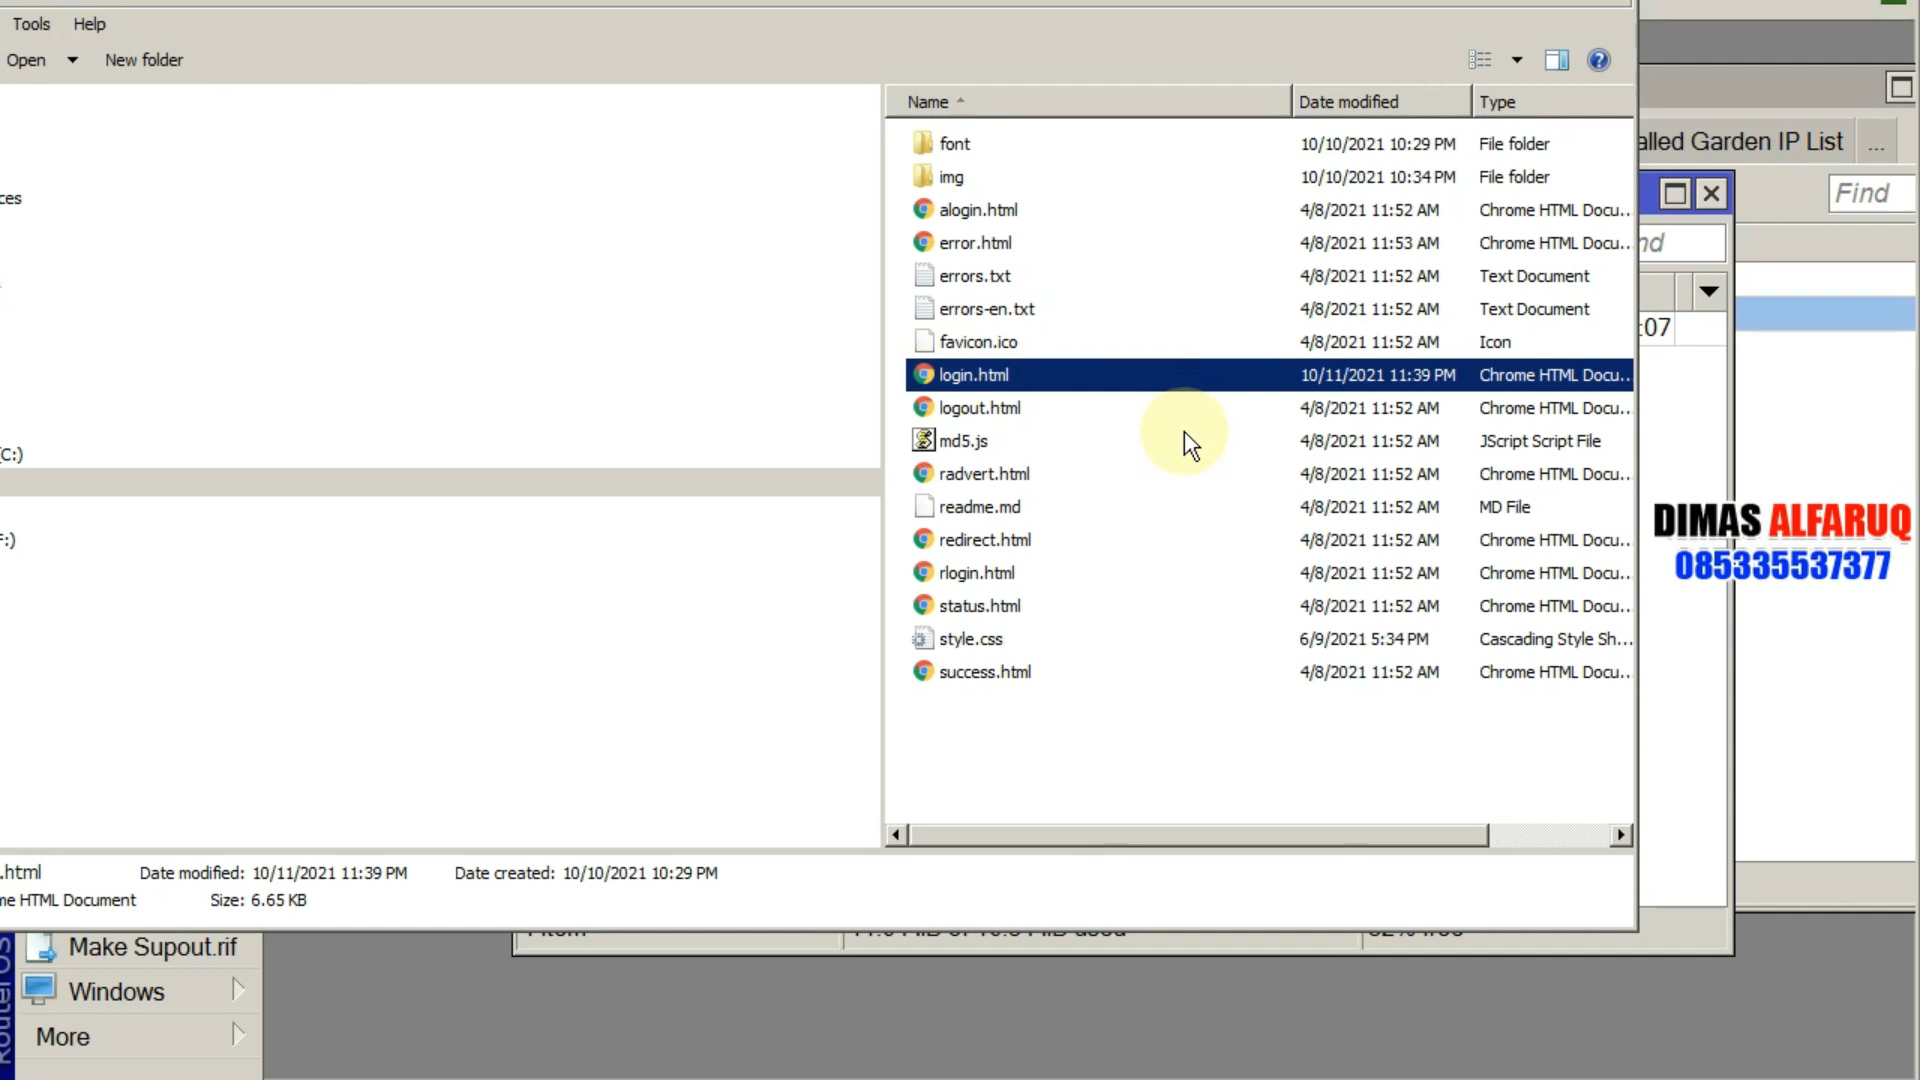 Tools Help
Open New folder
Name Date modified Type
font 10/10/2021 10:29 PM File folder
img 10/10/2021 10:34 PM File folder
alogin.html 4/8/2021 11:52 AM Chrome HTML Docu...
error.html 4/8/2021 11:53 AM Chrome HTML Docu...
errors.txt 4/8/2021 11:52 AM Text Document
errors-en.txt 4/8/2021 11:52 AM Text Document
favicon.ico 4/8/2021 11:52 AM Icon
login.html 10/11/2021 11:39 PM Chrome HTML Docu...
logout.html 4/8/2021 11:52 AM Chrome HTML Docu...
md5.js 4/8/2021 11:52 AM JScript Script File
radvert.html 4/8/2021 11:52 AM Chrome HTML Docu...
readme.md 4/8/2021 11:52 AM MD File
redirect.html 4/8/2021 11:52 AM Chrome HTML Docu...
rlogin.html 4/8/2021 11:52 AM Chrome HTML Docu...
status.html 4/8/2021 11:52 AM Chrome HTML Docu...
style.css 6/9/2021 5:34 PM Cascading Style Sh...
success.html 4/8/2021 11:52 AM Chrome HTML Docu...
ces
(C:)
F:)
.html Date modified: 10/11/2021 11:39 PM Date created: 10/10/2021 10:29 PM
me HTML Document Size: 6.65 KB
alled Garden IP List ...
Find
nd
:07
DIMAS ALFARUQ
085335537377
Make Supout.rif
Windows
More